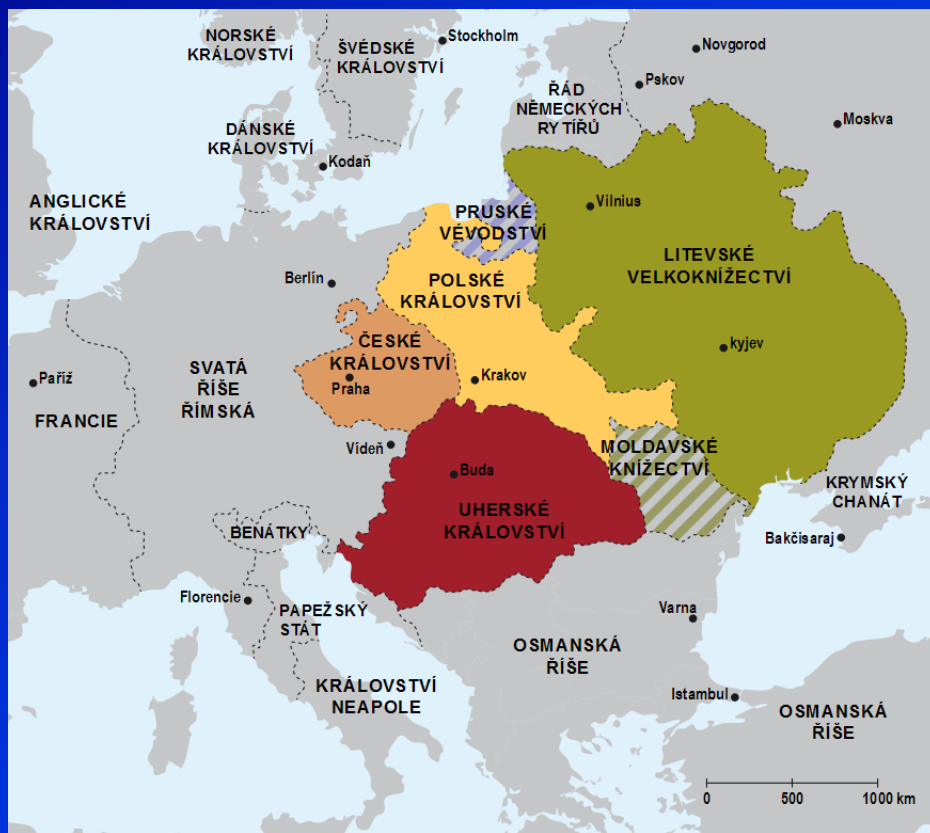 NORSKÉ
KRÁLOVSTVÍ
ŠVÉDSKÉ
KRÁLOVSTVÍ
Stockholm
Novgorod
Pskov
ŘÁD
NĚMECKÝCH
RYTÍŘŮ
Moskva
DÁNSKÉ
KRÁLOVSTVÍ
Kodaň
ANGLICKÉ
KRÁLOVSTVÍ
PRUSKÉ
VÉVODSTVÍ
Vilnius
LITEVSKÉ
VELKOKNÍŽECTVÍ
Berlín
POLSKÉ
KRÁLOVSTVÍ
ČESKÉ
KRÁLOVSTVÍ
Praha
kyjev
Krakov
SVATÁ
ŘÍŠE
ŘÍMSKÁ
Paříž
FRANCIE
Vídeň
MOLDAVSKÉ
KNÍŽECTVÍ
Buda
UHERSKÉ
KRÁLOVSTVÍ
KRYMSKÝ
CHANÁT
Bakčisaraj
BENÁTKY
Florencie
PAPEŽSKÝ
STÁT
Varna
OSMANSKÁ
ŘÍŠE
KRÁLOVSTVÍ
NEAPOLE
Istambul
OSMANSKÁ
ŘÍŠE
0 500 1000 km